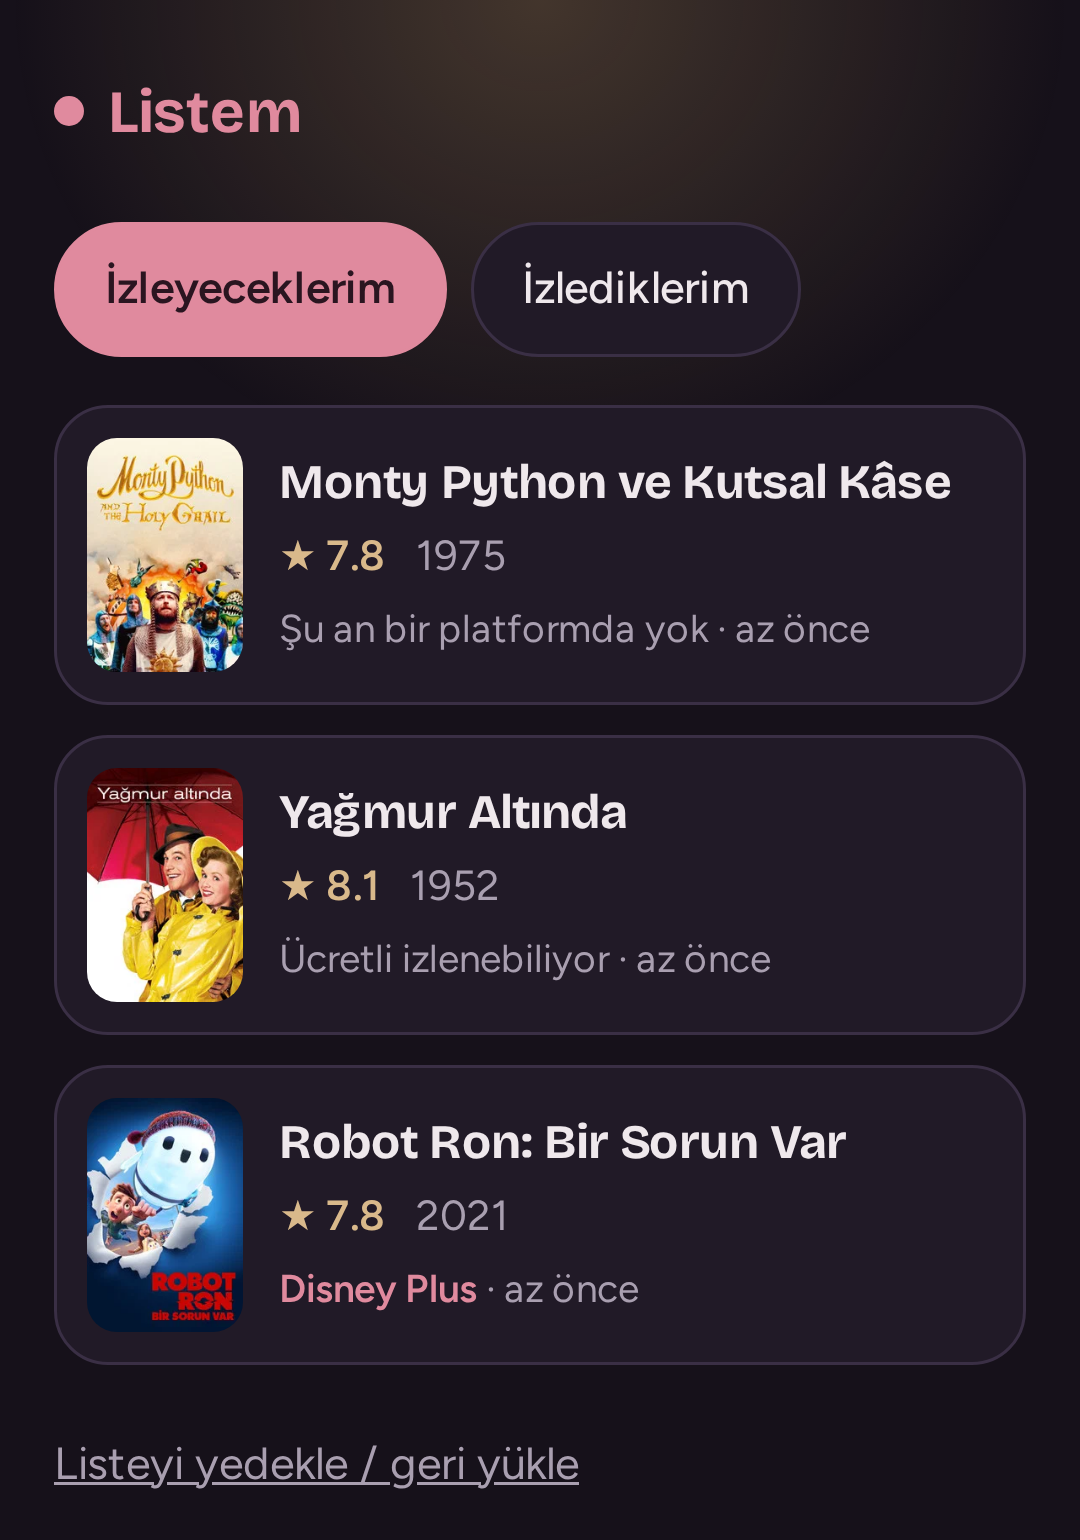 Listem
İzleyeceklerim
İzlediklerim
Monty Python
AND THE HOLY GRAIL
Monty Python ve Kutsal Kâse
★ 7.8 1975
Şu an bir platformda yok · az önce
Yağmur altında
Yağmur Altında
★ 8.1 1952
Ücretli izlenebiliyor · az önce
ROBOT
RON
BİR SORUN VAR
Robot Ron: Bir Sorun Var
★ 7.8 2021
Disney Plus · az önce
Listeyi yedekle / geri yükle